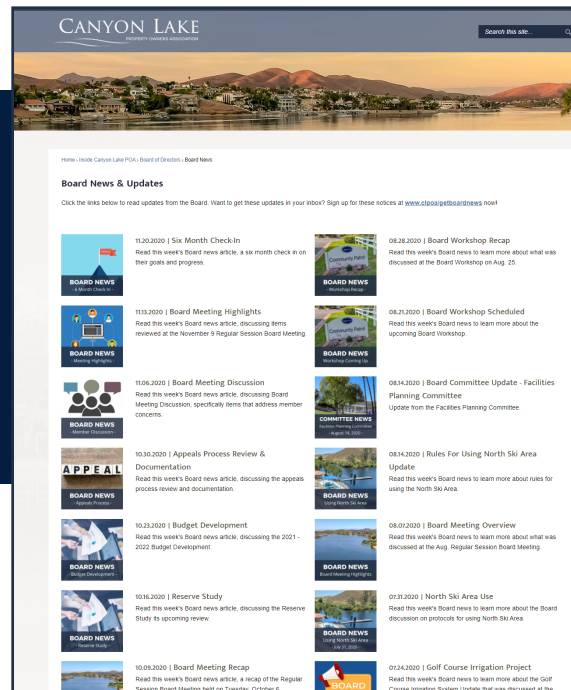 CANYON LAKE
PROPERTY OWNERS ASSOCIATION
Search this site...
Home › Inside Canyon Lake POA › Board of Directors › Board News
Board News & Updates
Click the links below to read updates from the Board. Want to get these updates in your inbox? Sign up for these notices at www.clpoa/getboardnews now!
BOARD NEWS
- 6 Month Check In -
11.20.2020 | Six Month Check-In
Read this week's Board news article, a six month check in on
their goals and progress.
BOARD NEWS
- Meeting Highlights -
11.13.2020 | Board Meeting Highlights
Read this week's Board news article, discussing items
reviewed at the November 9 Regular Session Board Meeting.
BOARD NEWS
- Member Discussion -
11.06.2020 | Board Meeting Discussion
Read this week's Board news article, discussing Board
Meeting Discussion, specifically items that address member
concerns.
APPEAL
BOARD NEWS
- Appeals Process -
10.30.2020 | Appeals Process Review &
Documentation
Read this week's Board news article, discussing the appeals
process review and documentation.
BOARD NEWS
- Budget Development -
10.23.2020 | Budget Development
Read this week's Board news article, discussing the 2021 -
2022 Budget Development.
BOARD NEWS
- Reserve Study -
10.16.2020 | Reserve Study
Read this week's Board news article, discussing the Reserve
Study its upcoming review.
10.09.2020 | Board Meeting Recap
Read this week's Board news article, a recap of the Regular
Session Board Meeting held on Tuesday, October 6.
Community Patrol
BOARD NEWS
- Workshop Recap -
08.28.2020 | Board Workshop Recap
Read this week's Board news to learn more about what was
discussed at the Board Workshop on Aug. 25.
Community Patrol
BOARD NEWS
Workshop Coming Up
08.21.2020 | Board Workshop Scheduled
Read this week's Board news to learn more about the
upcoming Board Workshop.
COMMITTEE NEWS
Facilities Planning Committee
- August 14, 2020 -
08.14.2020 | Board Committee Update - Facilities
Planning Committee
Update from the Facilities Planning Committee.
BOARD NEWS
Using North Ski Area
08.14.2020 | Rules For Using North Ski Area
Update
Read this week's Board news to learn more about rules for
using the North Ski Area.
BOARD NEWS
Board Meeting Highlights
08.07.2020 | Board Meeting Overview
Read this week's Board news to learn more about what was
discussed at the Aug. Regular Session Board Meeting.
BOARD NEWS
Using North Ski Area
July 31, 2020
07.31.2020 | North Ski Area Use
Read this week's Board news to learn more about the Board
discussion on protocols for using North Ski Area.
BOARD
07.24.2020 | Golf Course Irrigation Project
Read this week's Board news to learn more about the Golf
Course Irrigation System Update that was discussed at the